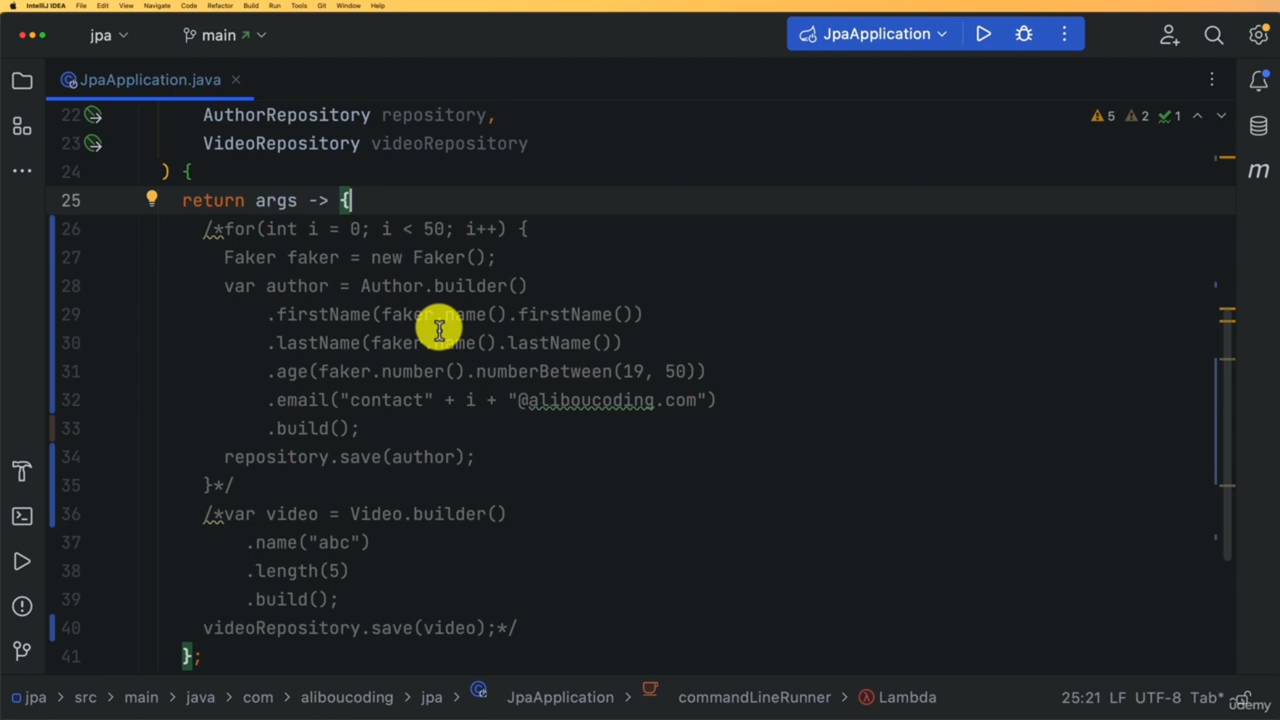 IntelliJ IDEA File Edit View Navigate Code Refactor Build Run Tools Git Window Help
jpa main JpaApplication
JpaApplication.java
22 AuthorRepository repository,
23 VideoRepository videoRepository
24 ) {
25 return args -> {
26 /*for(int i = 0; i < 50; i++) {
27 Faker faker = new Faker();
28 var author = Author.builder()
29 .firstName(faker.name().firstName())
30 .lastName(faker.name().lastName())
31 .age(faker.number().numberBetween(19, 50))
32 .email("contact" + i + "@aliboucoding.com")
33 .build();
34 repository.save(author);
35 }*/
36 /*var video = Video.builder()
37 .name("abc")
38 .length(5)
39 .build();
40 videoRepository.save(video);*/
41 };
5 2 1
m
jpa > src > main > java > com > aliboucoding > jpa > JpaApplication > commandLineRunner > Lambda 25:21 LF UTF-8 Tab*
udemy